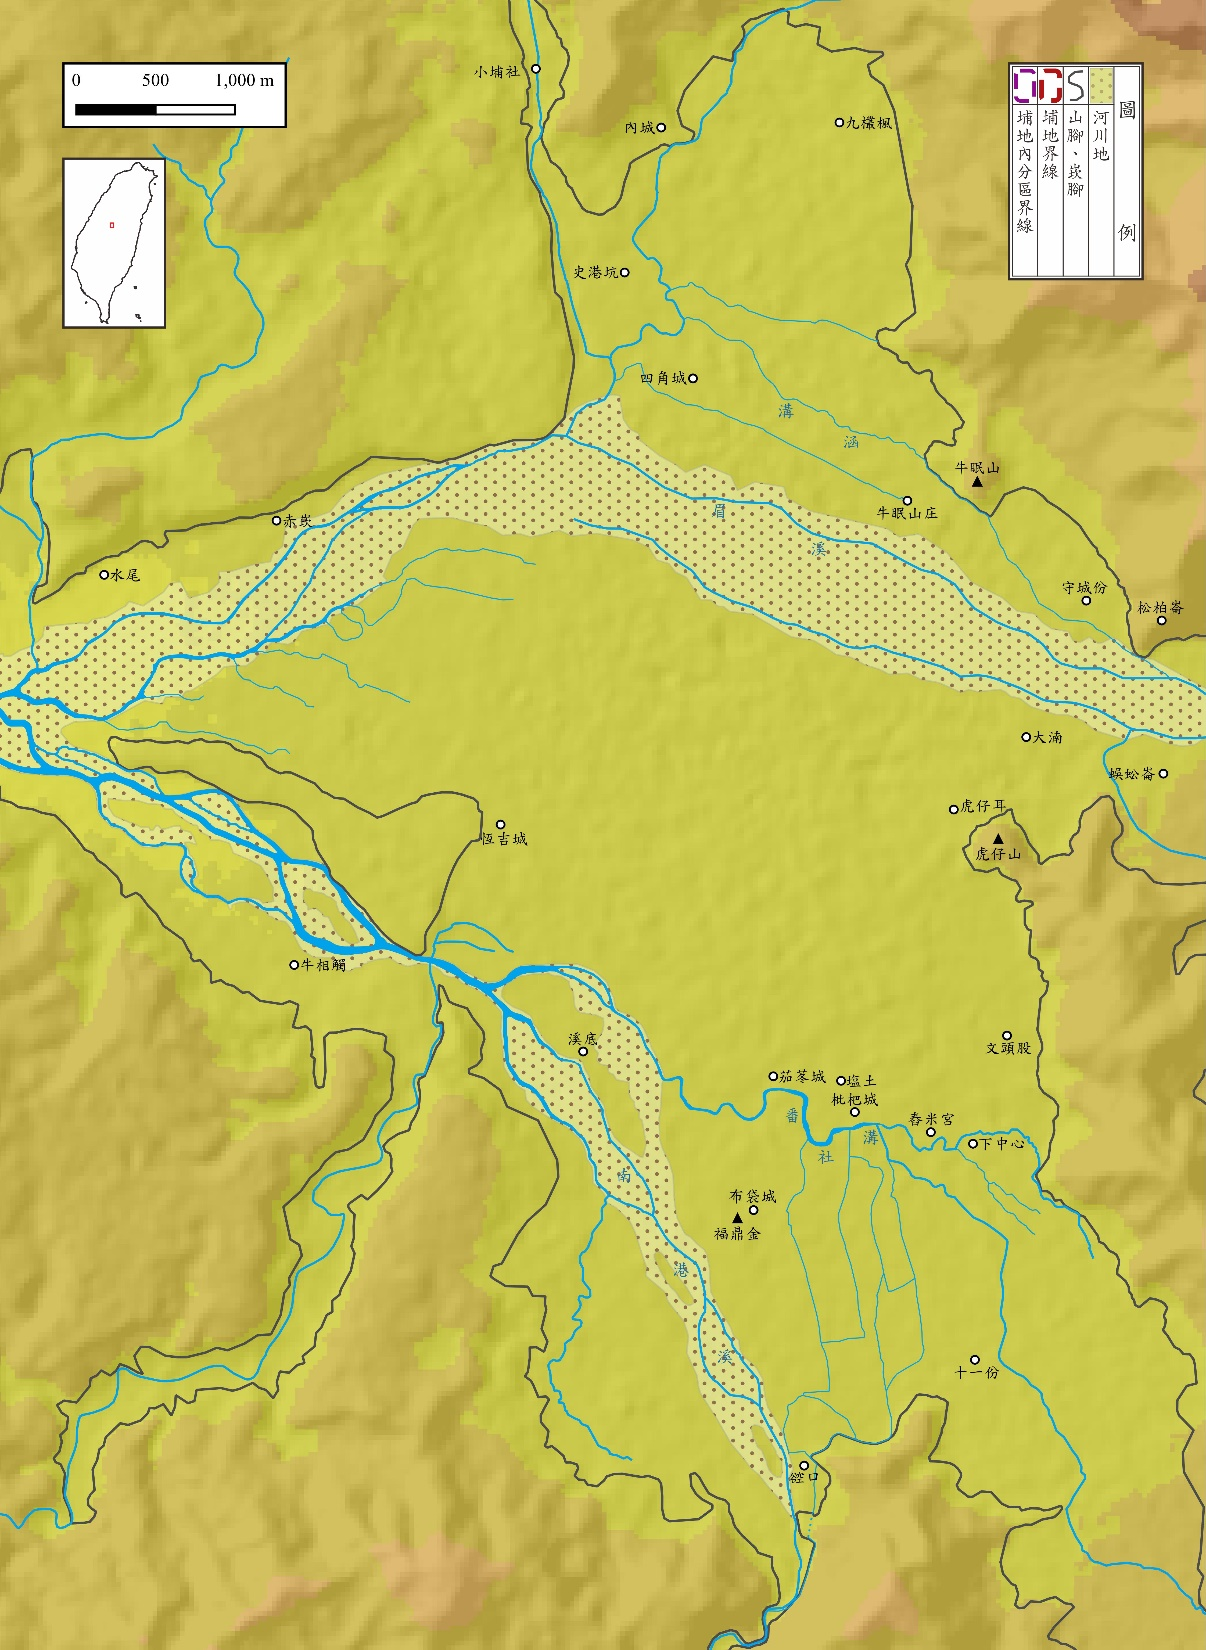 0 500 1,000 m
圖例
河川地
山腳、崁腳
埔地界線
埔地內分區界線
小埔社
內城
九欉楓
史港坑
四角城
溝
涵
牛眠山
牛眠山庄
眉
溪
赤崁
水尾
守城份
松柏崙
大湳
蜈蚣崙
虎仔耳
虎仔山
恆吉城
牛相觸
溪底
文頭股
茄苳城
塩土
枇杷城
番
社
溝
舂米宮
下中心
南
港
溪
布袋城
福鼎金
十一份
口